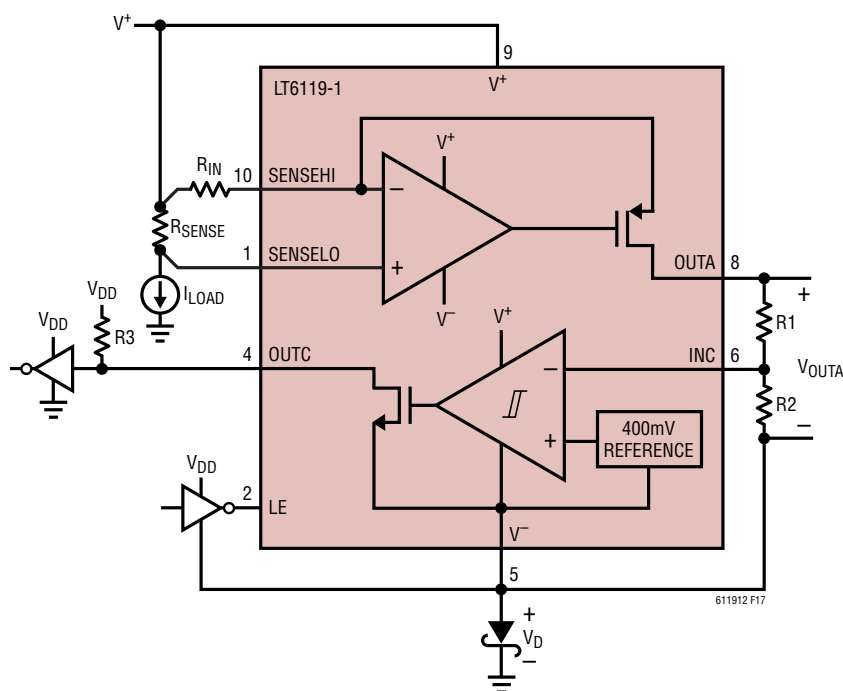 V+
9
LT6119-1
V+
RIN
10
SENSEHI
V+
−
RSENSE
1
SENSELO
+
OUTA
8
V−
+
VDD
ILOAD
V+
R1
VDD
R3
4
OUTC
INC
6
−
VOUTA
R2
400mV
REFERENCE
+
−
VDD
2
LE
V−
5
611912 F17
+
VD
−